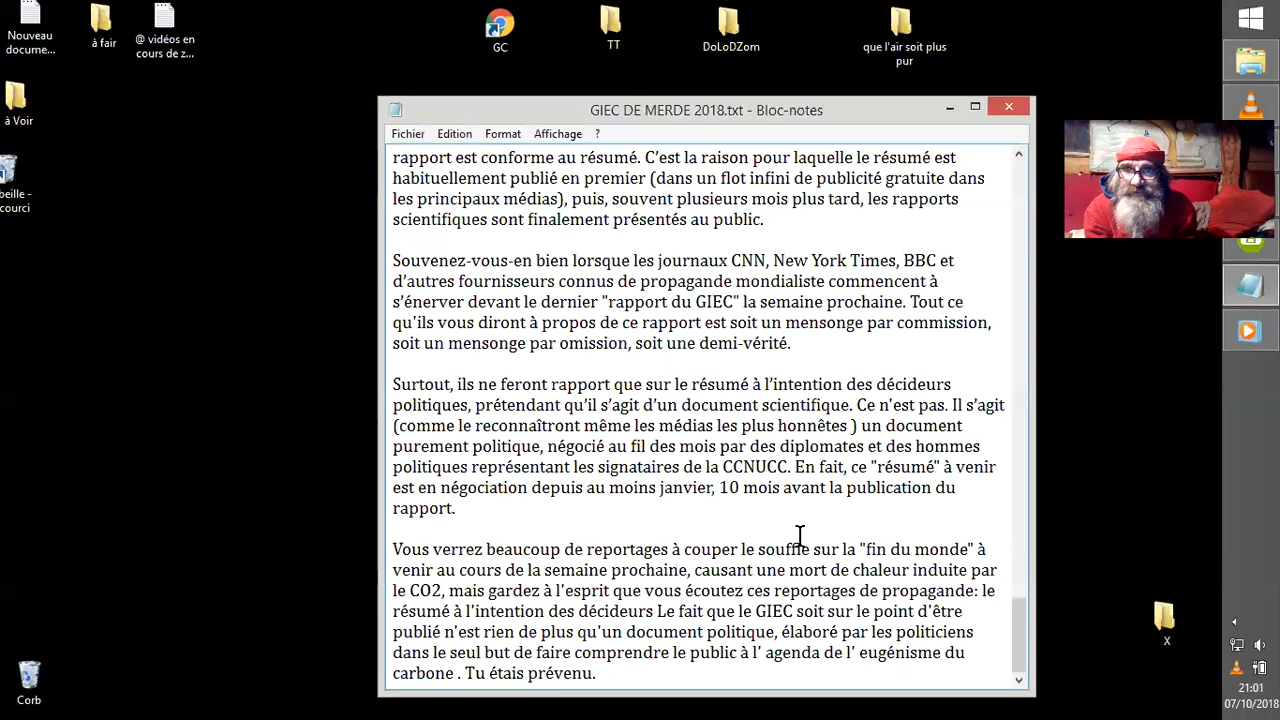 Nouveau
docume...
à fair
@ vidéos en
cours de z...
GC
TT
DoLoDZom
que l'air soit plus
pur
à Voir
beille -
courci
GIEC DE MERDE 2018.txt - Bloc-notes
Fichier Edition Format Affichage ?
rapport est conforme au résumé. C’est la raison pour laquelle le résumé est
habituellement publié en premier (dans un flot infini de publicité gratuite dans
les principaux médias), puis, souvent plusieurs mois plus tard, les rapports
scientifiques sont finalement présentés au public.
Souvenez-vous-en bien lorsque les journaux CNN, New York Times, BBC et
d’autres fournisseurs connus de propagande mondialiste commencent à
s’énerver devant le dernier "rapport du GIEC" la semaine prochaine. Tout ce
qu'ils vous diront à propos de ce rapport est soit un mensonge par commission,
soit un mensonge par omission, soit une demi-vérité.
Surtout, ils ne feront rapport que sur le résumé à l’intention des décideurs
politiques, prétendant qu’il s’agit d’un document scientifique. Ce n'est pas. Il s’agit
(comme le reconnaîtront même les médias les plus honnêtes ) un document
purement politique, négocié au fil des mois par des diplomates et des hommes
politiques représentant les signataires de la CCNUCC. En fait, ce "résumé" à venir
est en négociation depuis au moins janvier, 10 mois avant la publication du
rapport.
Vous verrez beaucoup de reportages à couper le souffle sur la "fin du monde" à
venir au cours de la semaine prochaine, causant une mort de chaleur induite par
le CO2, mais gardez à l'esprit que vous écoutez ces reportages de propagande: le
résumé à l'intention des décideurs Le fait que le GIEC soit sur le point d'être
publié n'est rien de plus qu'un document politique, élaboré par les politiciens
dans le seul but de faire comprendre le public à l' agenda de l' eugénisme du
carbone . Tu étais prévenu.
X
Corb
21:01
07/10/2018